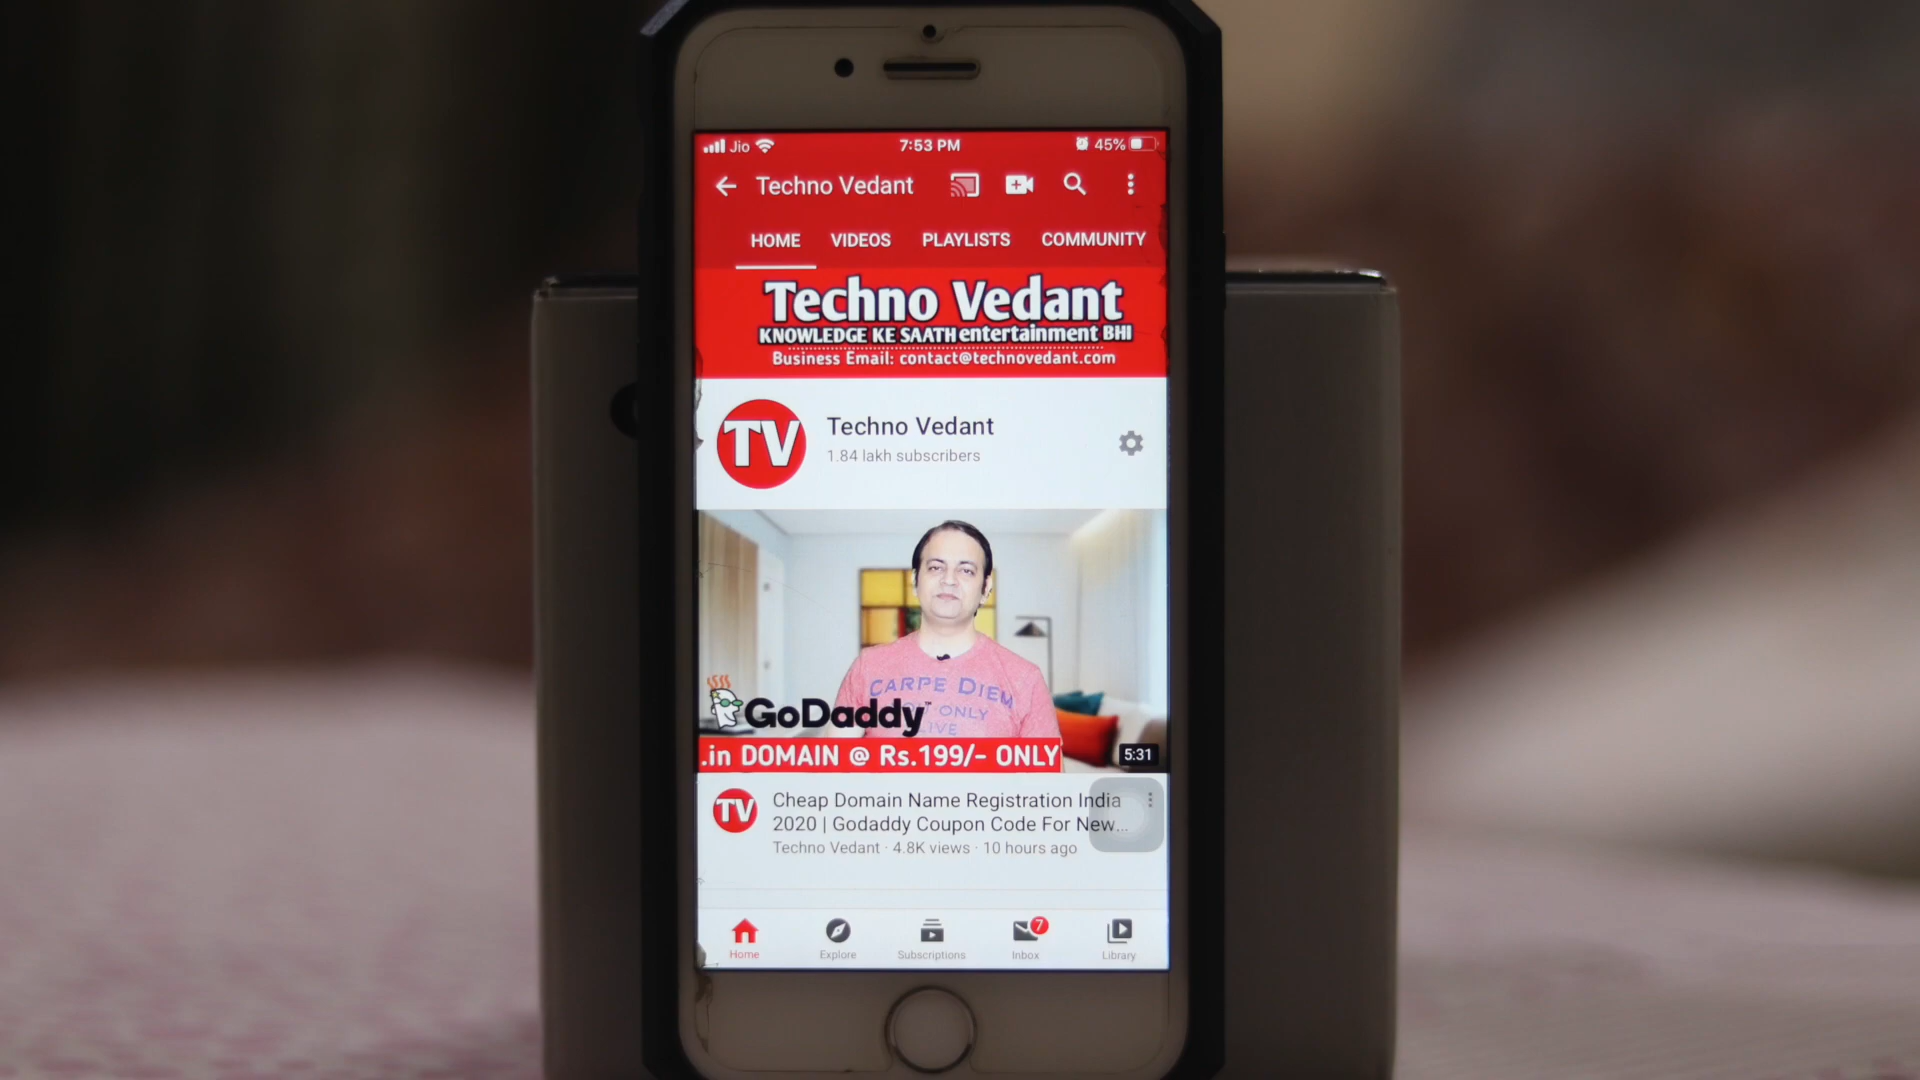 Jio 7:53 PM 45%
Techno Vedant
HOME VIDEOS PLAYLISTS COMMUNITY
Techno Vedant
KNOWLEDGE KE SAATH entertainment BHI
Business Email: contact@technovedant.com
TV
Techno Vedant
1.84 lakh subscribers
CARPE DIEM
YOU ONLY
LIVE
GoDaddy
.in DOMAIN @ Rs.199/- ONLY
5:31
TV
Cheap Domain Name Registration India
2020 | Godaddy Coupon Code For New...
Techno Vedant · 4.8K views · 10 hours ago
7
Home Explore Subscriptions Inbox Library